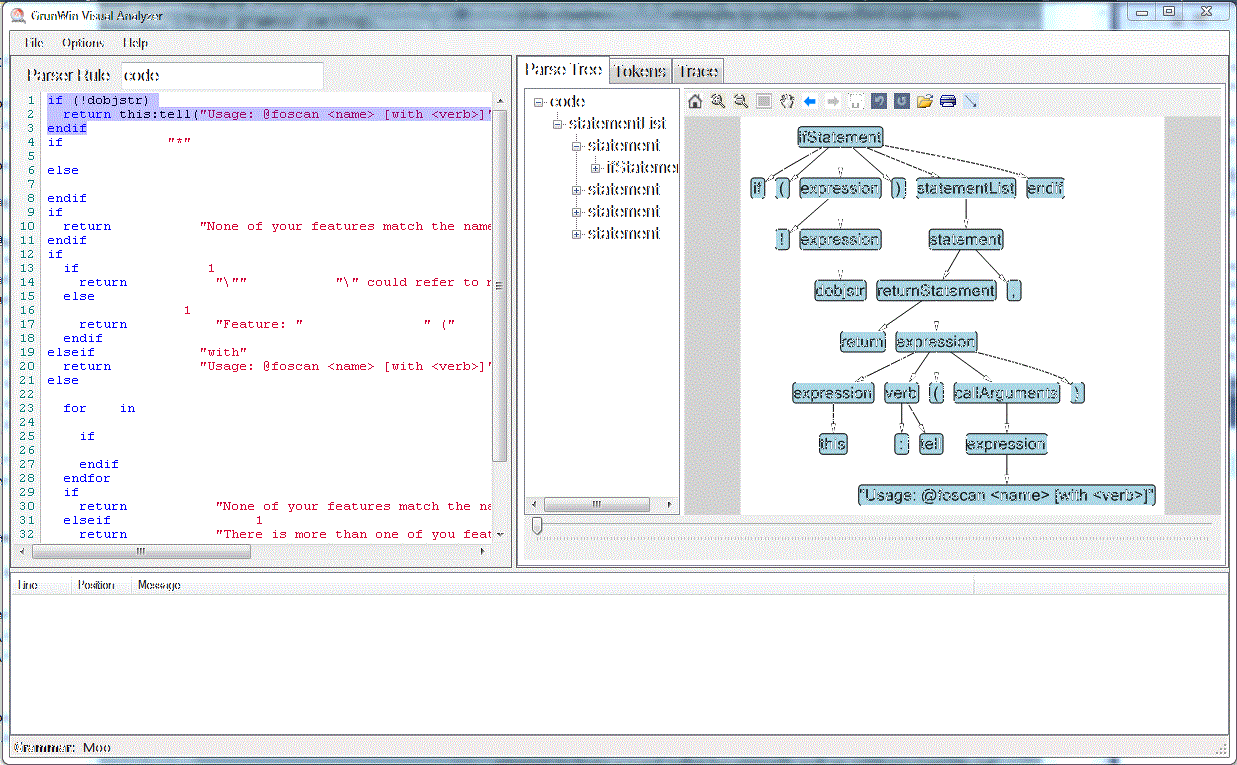 GrunWin Visual Analyzer
File Options Help
Parser Rule code
1 if (!dobjstr)
2 return this:tell("Usage: @foscan <name> [with <verb>]"
3 endif
4 if "*"
5
6 else
7
8 endif
9 if
10 return "None of your features match the name
11 endif
12 if
13 if 1
14 return "\"" "\" could refer to
15 else
16 1
17 return "Feature: " " ("
18 endif
19 elseif "with"
20 return "Usage: @foscan <name> [with <verb>]"
21 else
22
23 for in
24
25 if
26
27 endif
28 endfor
29 if
30 return "None of your features match the na
31 elseif 1
32 return "There is more than one of you feat
Parse Tree Tokens Trace
code
statementList
statement
ifStatemer
statement
statement
statement
ifStatement
if ( expression ) statementList endif
! expression statement
dobjstr returnStatement ;
return expression
expression verb ( callArguments )
this : tell expression
"Usage: @foscan <name> [with <verb>]"
Line Position Message
Grammar: Moo